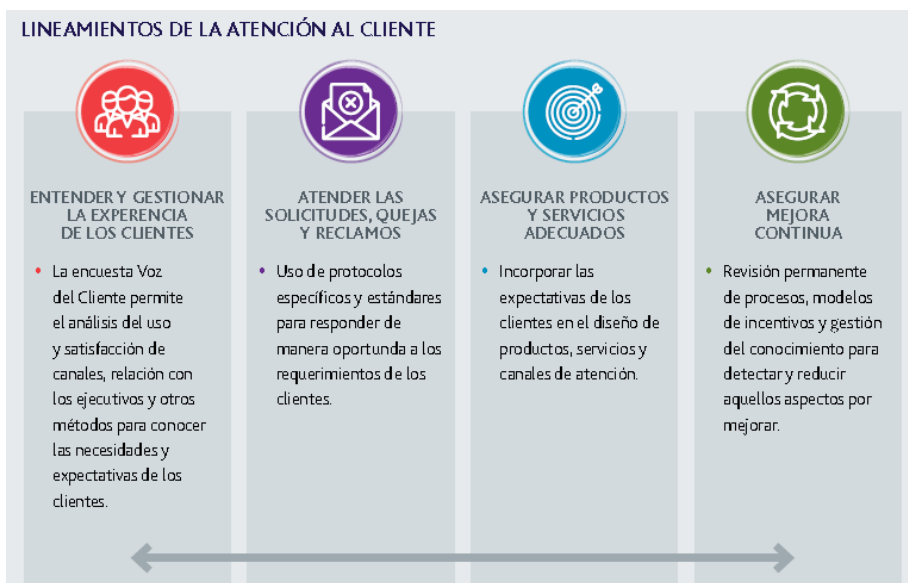 LINEAMIENTOS DE LA ATENCIÓN AL CLIENTE
ENTENDER Y GESTIONAR
LA EXPERENCIA
DE LOS CLIENTES
• La encuesta Voz
del Cliente permite
el análisis del uso
y satisfacción de
canales, relación con
los ejecutivos y otros
métodos para conocer
las necesidades y
expectativas de los
clientes.
ATENDER LAS
SOLICITUDES, QUEJAS
Y RECLAMOS
• Uso de protocolos
específicos y estándares
para responder de
manera oportunda a los
requerimientos de los
clientes.
ASEGURAR PRODUCTOS
Y SERVICIOS
ADECUADOS
• Incorporar las
expectativas de los
clientes en el diseño de
productos, servicios y
canales de atención.
ASEGURAR
MEJORA
CONTINUA
• Revisión permanente
de procesos, modelos
de incentivos y gestión
del conocimiento para
detectar y reducir
aquellos aspectos por
mejorar.